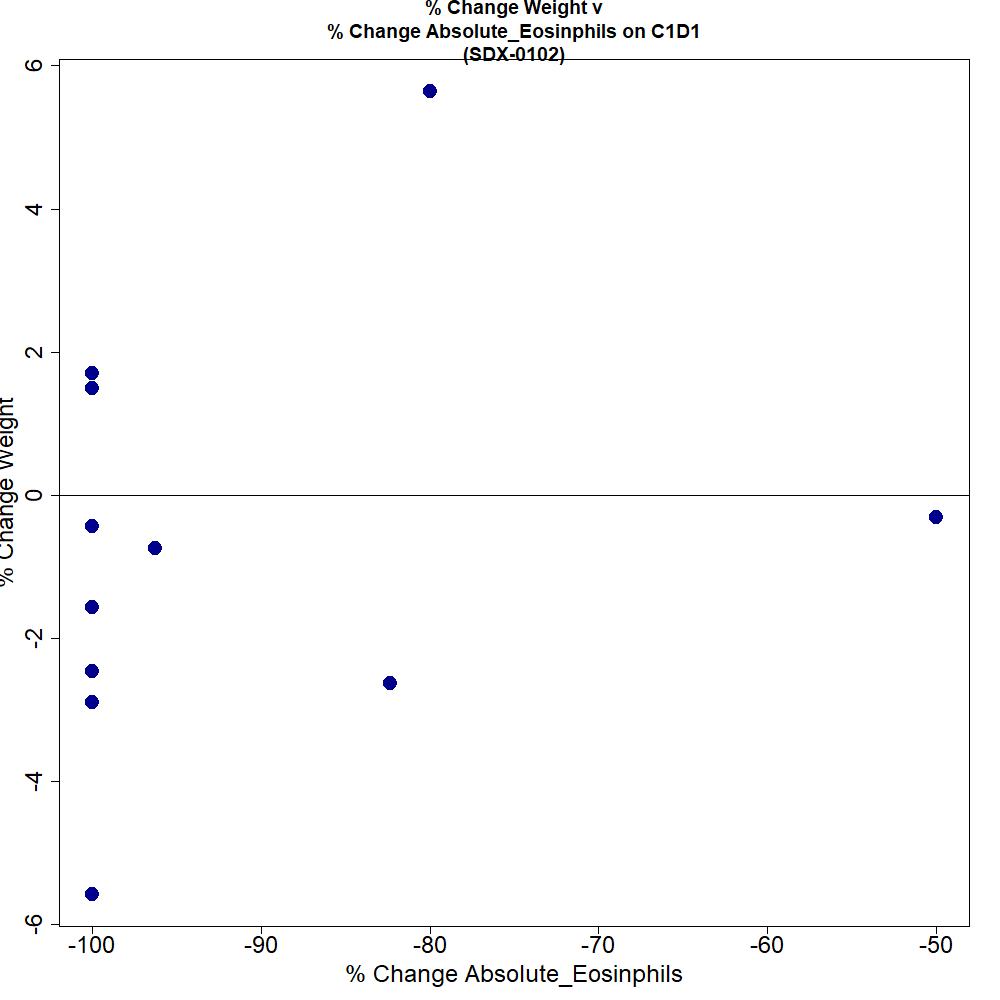 % Change Weight v
% Change Absolute_Eosinphils on C1D1
(SDX-0102)
6
4
2
0
-2
-4
-6
% Change Weight
-100 -90 -80 -70 -60 -50
% Change Absolute_Eosinphils